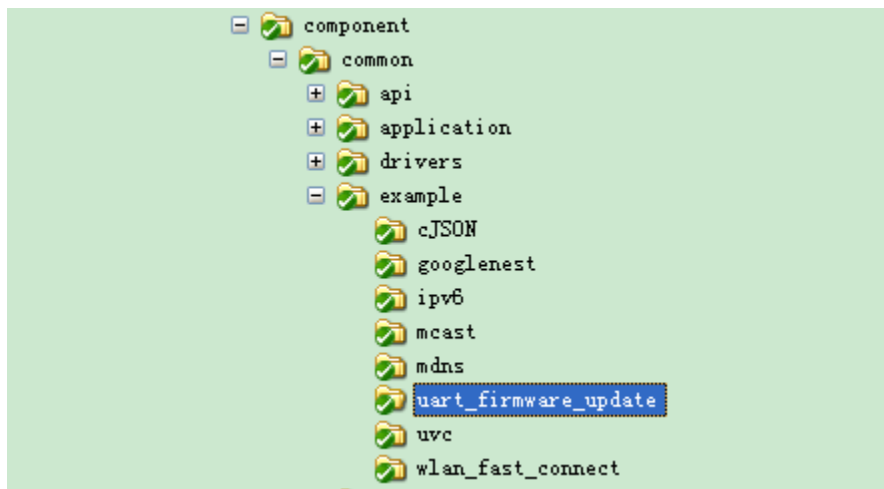 component
common
api
application
drivers
example
cJSON
googlenest
ipv6
mcast
mdns
uart_firmware_update
uvc
wlan_fast_connect